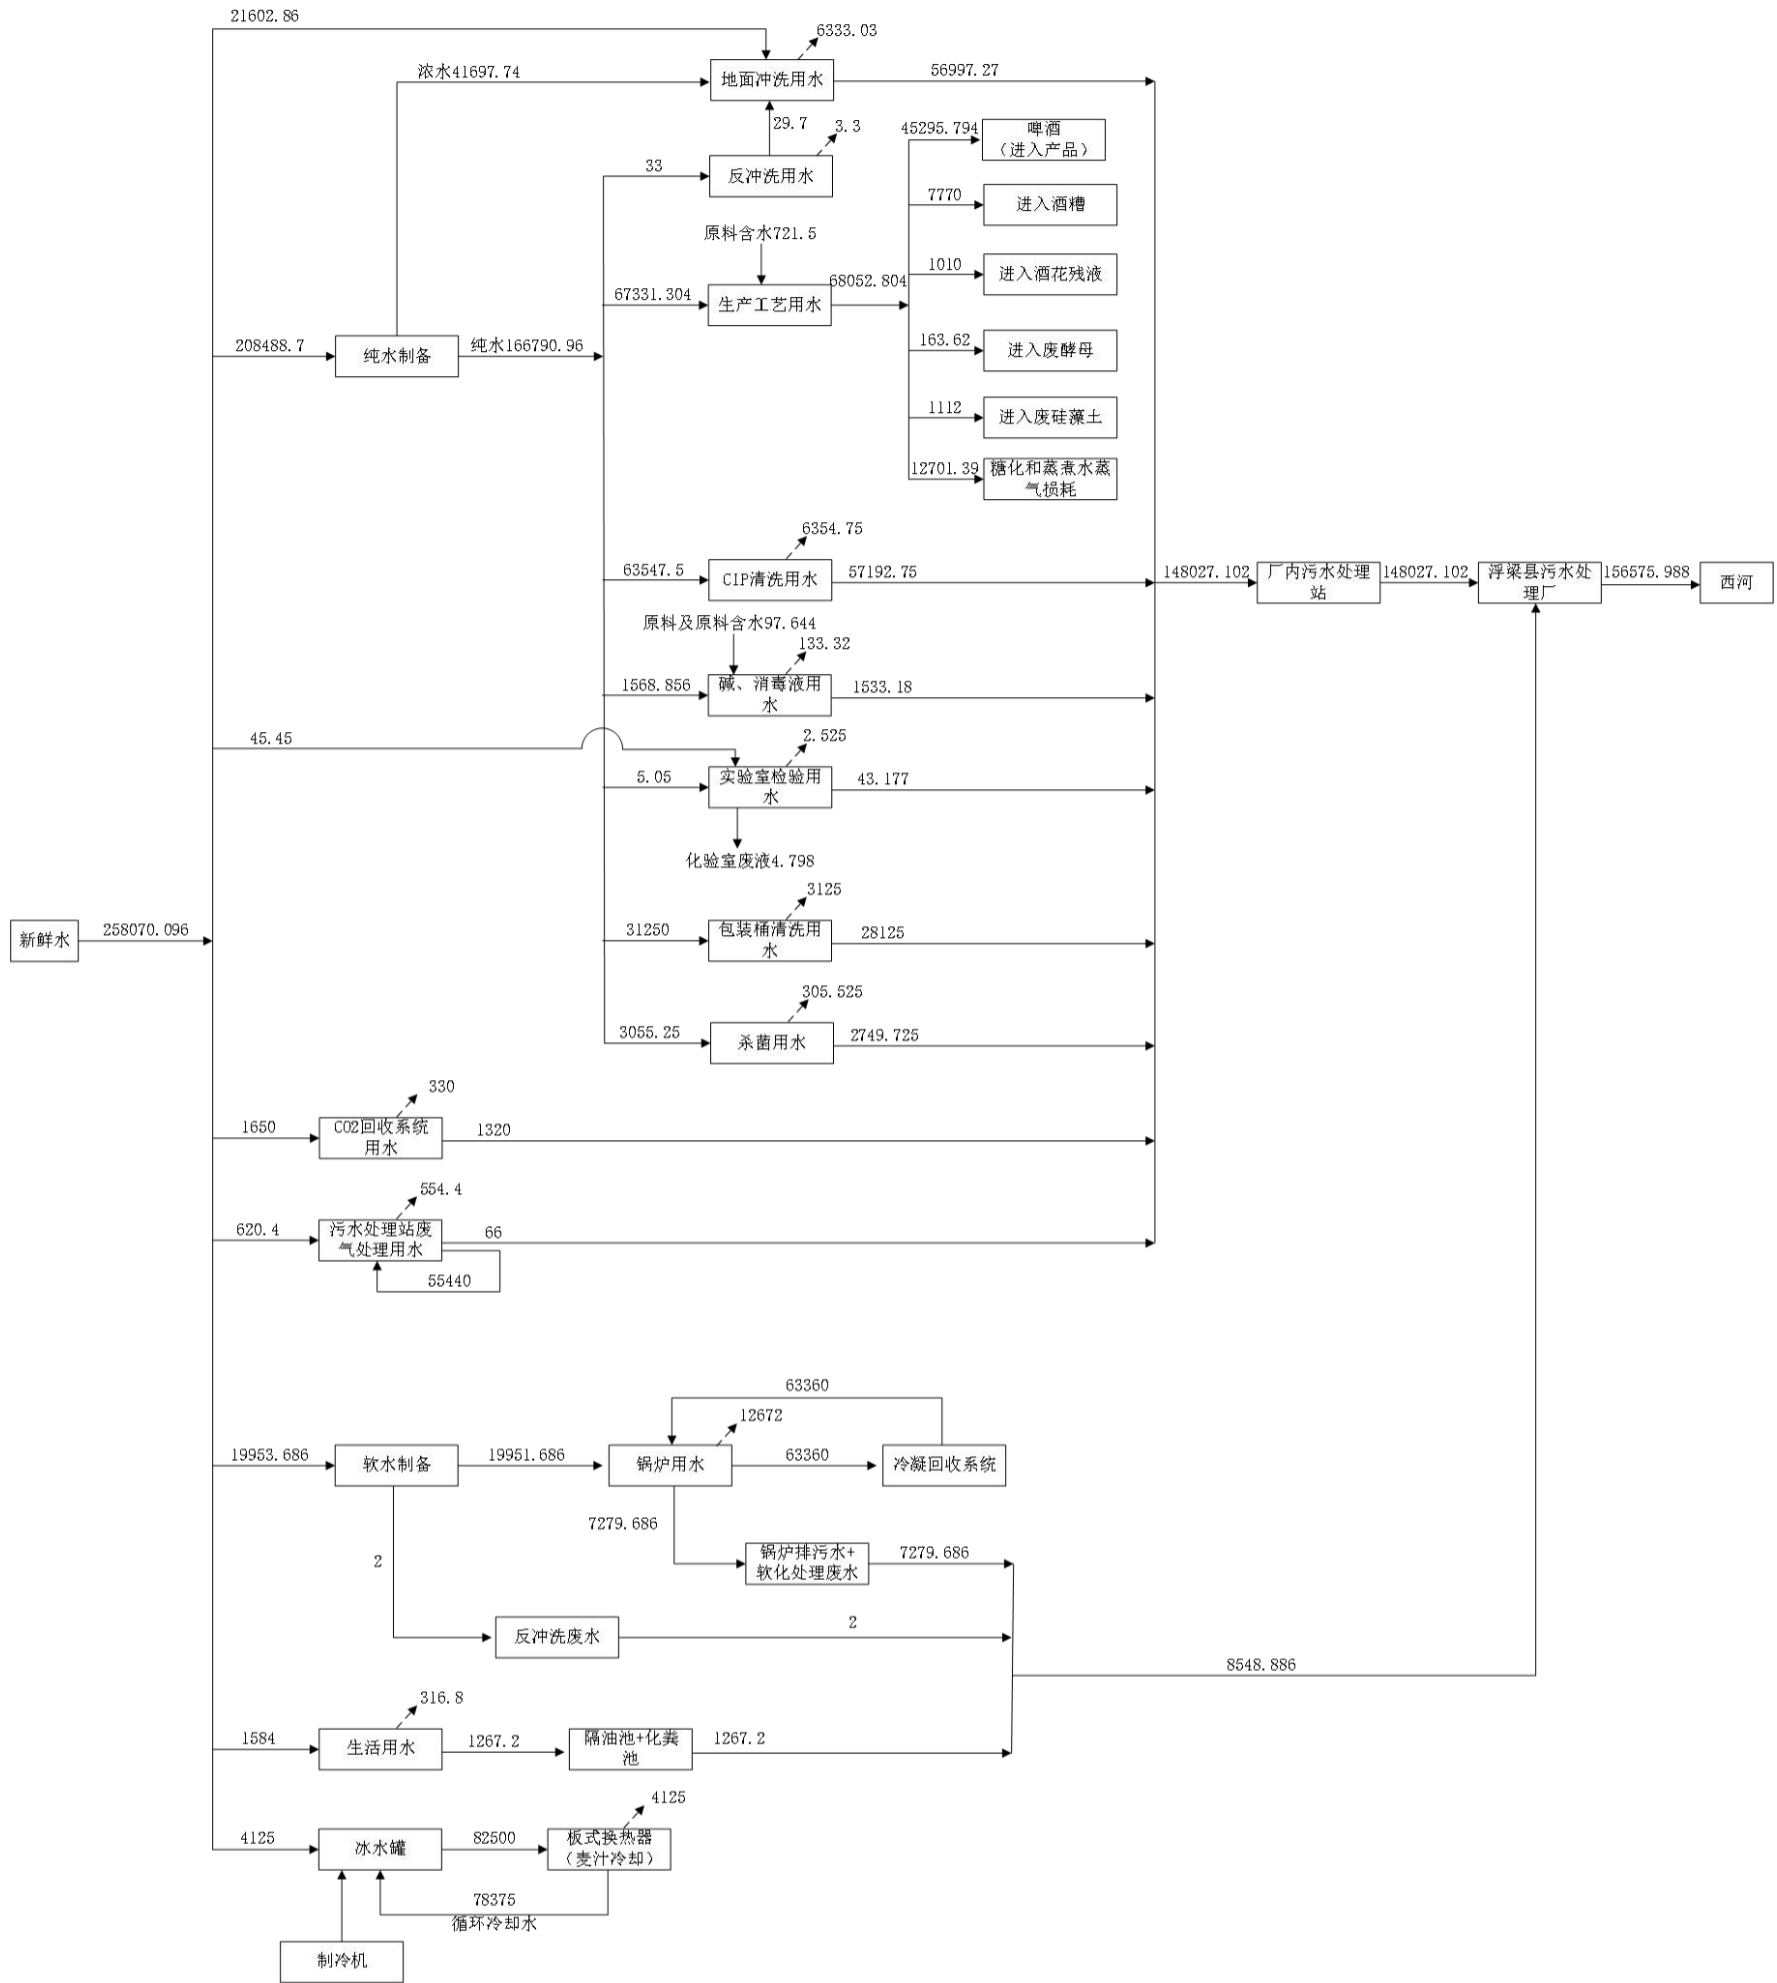 21602.86
6333.03
浓水41697.74
地面冲洗用水
56997.27
29.7
3.3
45295.794
啤酒
（进入产品）
33
反冲洗用水
7770
进入酒糟
原料含水721.5
1010
进入酒花残液
67331.304
生产工艺用水
68052.804
208488.7
纯水制备
纯水166790.96
163.62
进入废酵母
1112
进入废硅藻土
12701.39
糖化和蒸煮水蒸
气损耗
6354.75
63547.5
CIP清洗用水
57192.75
148027.102
厂内污水处理
站
148027.102
浮梁县污水处
理厂
156575.988
西河
原料及原料含水97.644
133.32
1568.856
碱、消毒液用
水
1533.18
45.45
2.525
5.05
实验室检验用
水
43.177
化验室废液4.798
3125
新鲜水
258070.096
31250
包装桶清洗用
水
28125
305.525
3055.25
杀菌用水
2749.725
330
1650
CO2回收系统
用水
1320
554.4
620.4
污水处理站废
气处理用水
66
55440
63360
12672
19953.686
软水制备
19951.686
锅炉用水
63360
冷凝回收系统
7279.686
2
锅炉排污水+
软化处理废水
7279.686
反冲洗废水
2
8548.886
316.8
1584
生活用水
1267.2
隔油池+化粪
池
1267.2
4125
4125
冰水罐
82500
板式换热器
（麦汁冷却）
78375
循环冷却水
制冷机